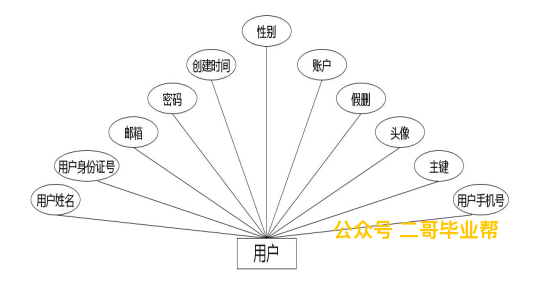 性别
创建时间
账户
密码
假删
邮箱
头像
用户身份证号
主键
用户姓名
用户手机号
公众号 二哥毕业帮
用户